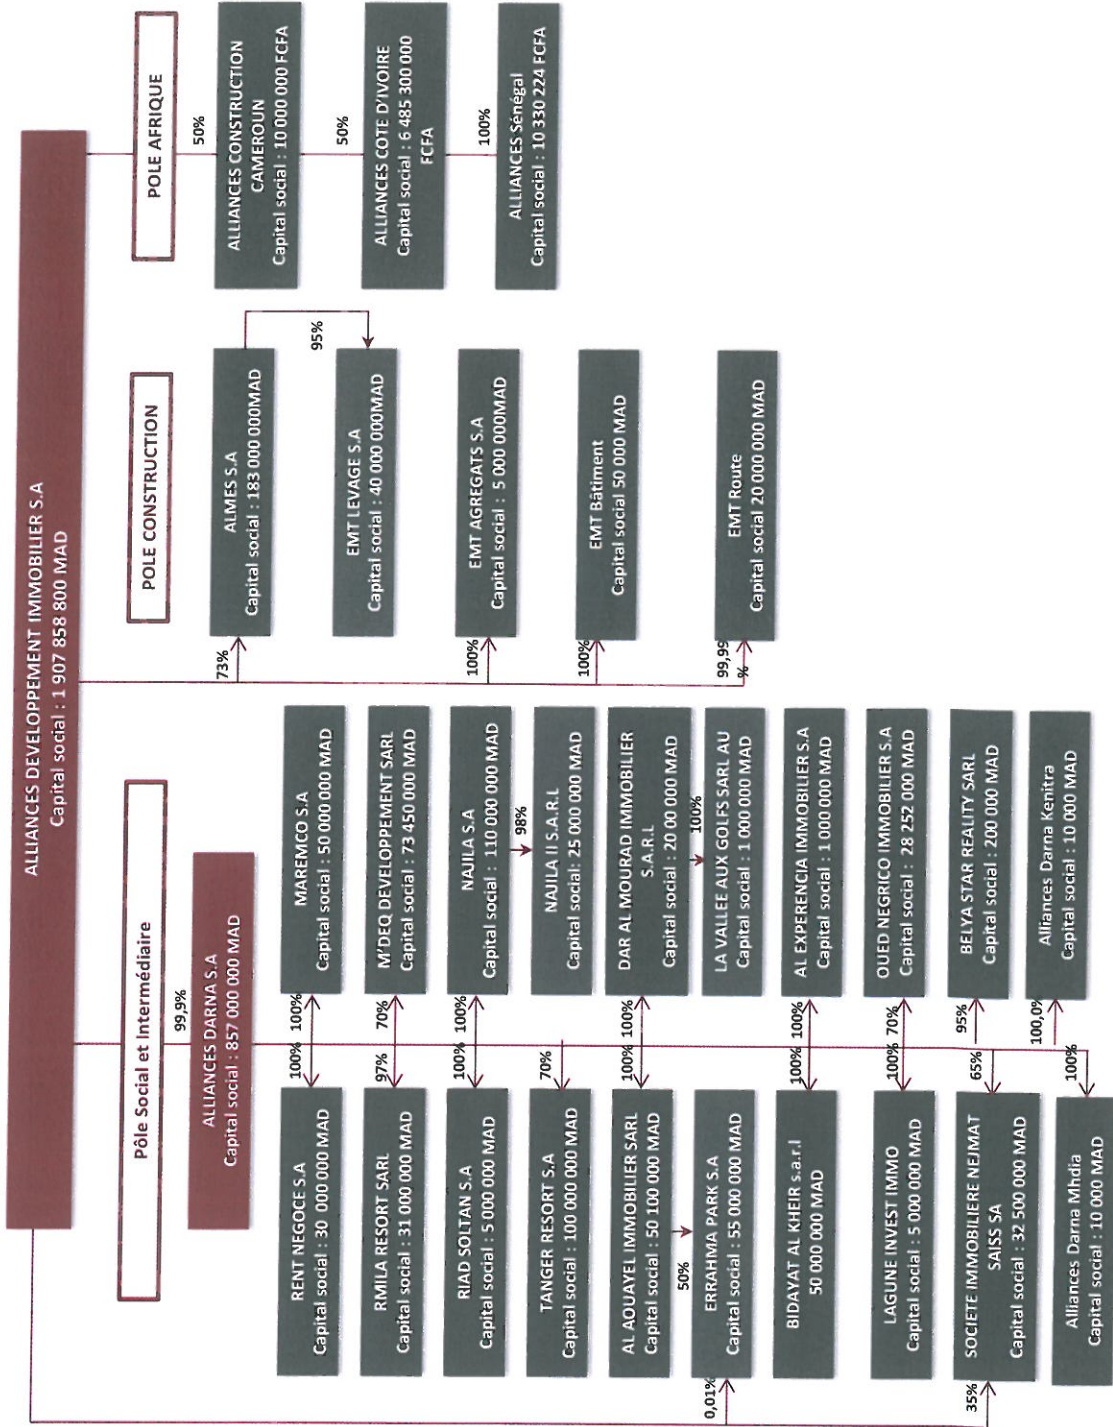 ALLIANCES DEVELOPPEMENT IMMOBILIER S.A
Capital social : 1 907 858 800 MAD
Pôle Social et Intermédiaire
99,9%
ALLIANCES DARNA S.A
Capital social : 857 000 000 MAD
RENT NEGOCE S.A
Capital social : 30 000 000 MAD
100%
100%
MAREMCO S.A
Capital social : 50 000 000 MAD
RMILA RESORT SARL
Capital social : 31 000 000 MAD
97%
70%
M'DEQ DEVELOPPEMENT SARL
Capital social : 73 450 000 MAD
RIAD SOLTAN S.A
Capital social : 5 000 000 MAD
100%
100%
NAJILA S.A
Capital social : 110 000 000 MAD
98%
TANGER RESORT S.A
Capital social : 100 000 000 MAD
70%
NAJILA II S.A.R.L
Capital social: 25 000 000 MAD
AL AQUAYEL IMMOBILIER SARL
Capital social : 50 100 000 MAD
100%
100%
DAR AL MOURAD IMMOBILIER
S.A.R.L
Capital social : 20 000 000 MAD
50%
100%
0,01%
ERRAHMA PARK S.A
Capital social : 55 000 000 MAD
LA VALLEE AUX GOLFS SARL AU
Capital social : 1 000 000 MAD
BIDAYAT AL KHEIR s.a.r.l
50 000 000 MAD
100%
100%
AL EXPERENCIA IMMOBILIER S.A
Capital social : 1 000 000 MAD
LAGUNE INVEST IMMO
Capital social : 5 000 000 MAD
100%
70%
OUED NEGRICO IMMOBILIER S.A
Capital social : 28 252 000 MAD
35%
SOCIETE IMMOBILIERE NEJMAT
SAISS SA
Capital social : 32 500 000 MAD
65%
95%
BELYA STAR REALITY SARL
Capital social : 200 000 MAD
Alliances Darna Mhdia
Capital social : 10 000 MAD
100%
100,0%
Alliances Darna Kenitra
Capital social : 10 000 MAD
POLE CONSTRUCTION
73%
ALMES S.A
Capital social : 183 000 000MAD
95%
EMT LEVAGE S.A
Capital social : 40 000 000MAD
100%
EMT AGREGATS S.A
Capital social : 5 000 000MAD
100%
EMT Bâtiment
Capital social 50 000 MAD
99,99
%
EMT Route
Capital social 20 000 000 MAD
POLE AFRIQUE
50%
ALLIANCES CONSTRUCTION
CAMEROUN
Capital social : 10 000 000 FCFA
50%
ALLIANCES COTE D'IVOIRE
Capital social : 6 485 300 000
FCFA
100%
ALLIANCES Sénégal
Capital social : 10 330 224 FCFA